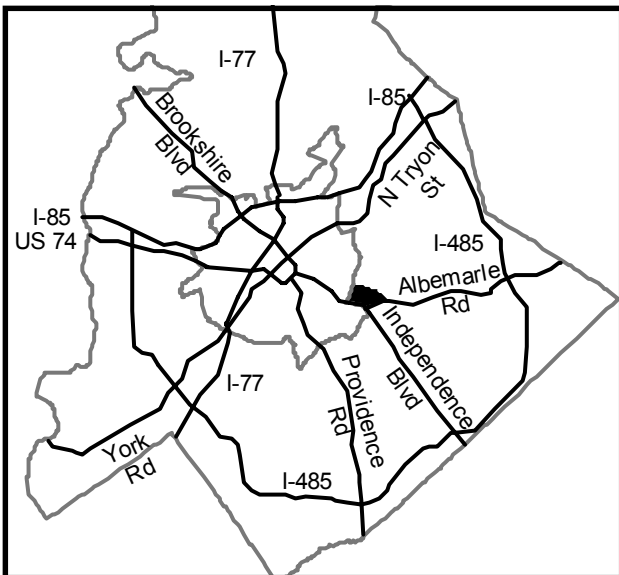 I-77
I-85
Brookshire
Blvd
N Tryon
St
I-85
US 74
I-485
Albemarle
Rd
Independence
Blvd
Providence
Rd
I-77
York
Rd
I-485